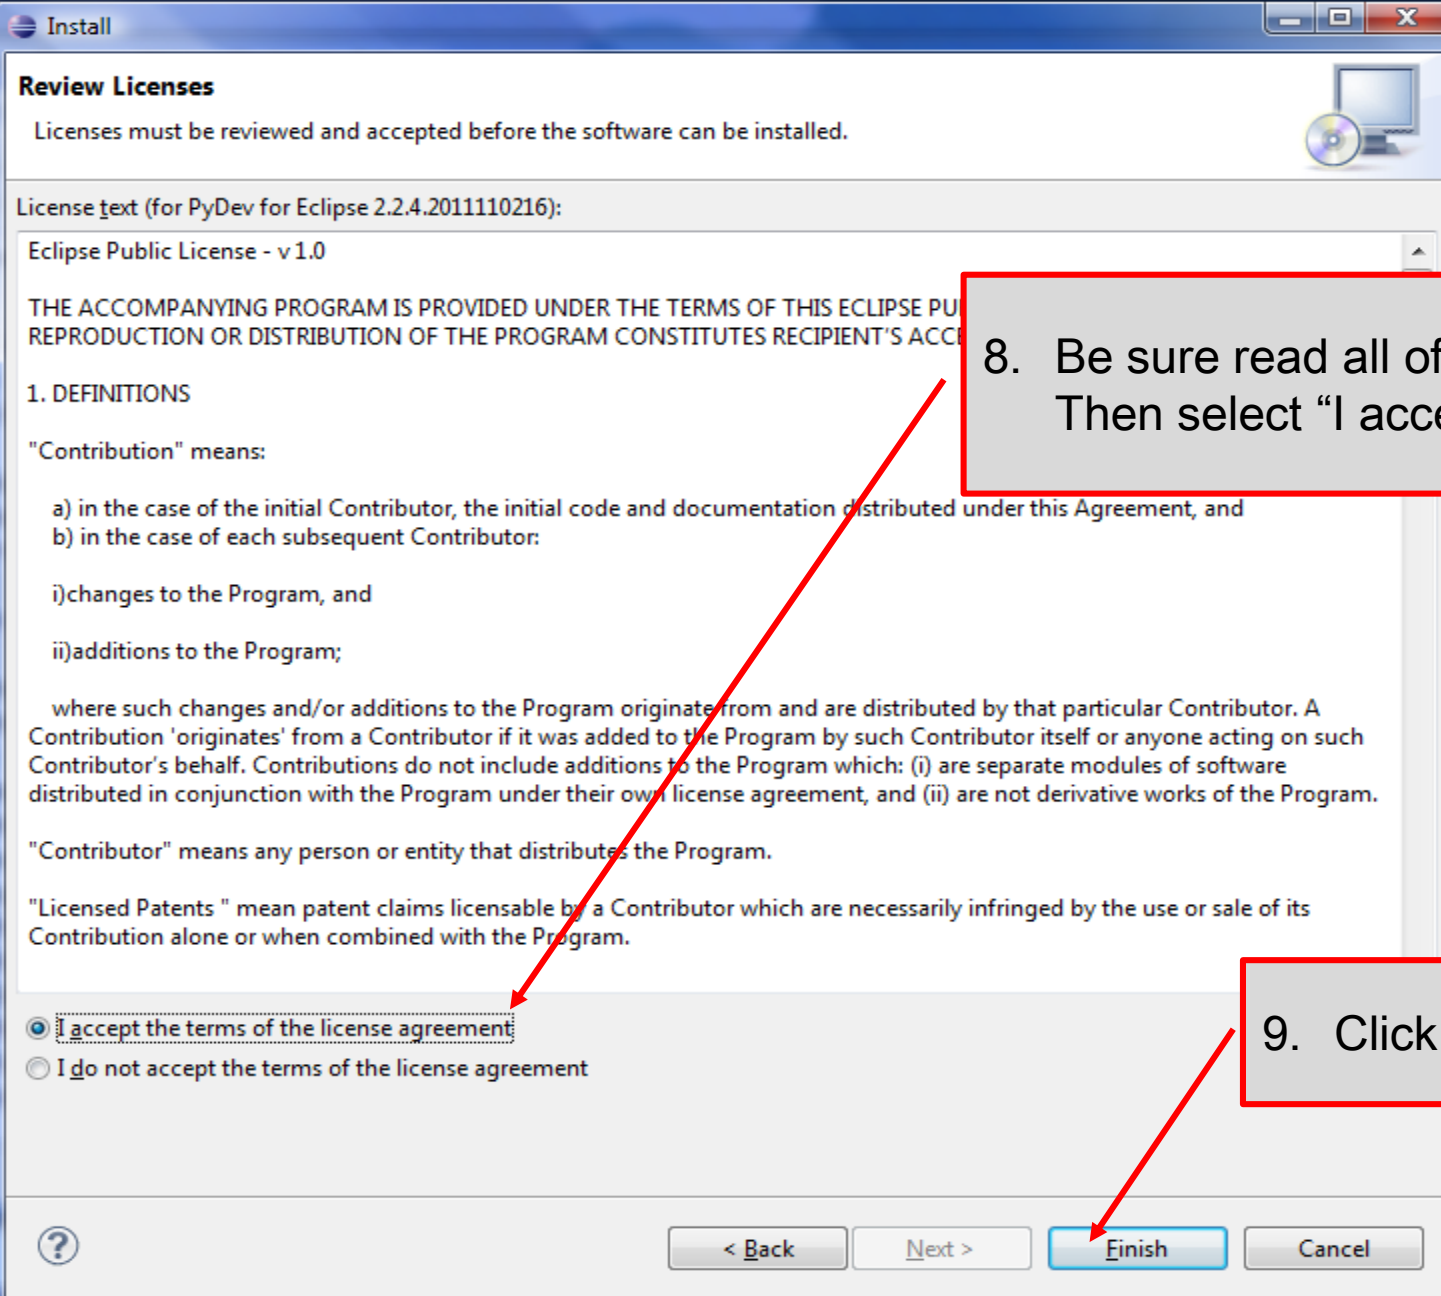 Install
Review Licenses
Licenses must be reviewed and accepted before the software can be installed.
License text (for PyDev for Eclipse 2.2.4.2011110216):
Eclipse Public License - v 1.0
THE ACCOMPANYING PROGRAM IS PROVIDED UNDER THE TERMS OF THIS ECLIPSE
REPRODUCTION OR DISTRIBUTION OF THE PROGRAM CONSTITUTES RECIPIENT'S
8. Be sure read all of
Then select “I
1. DEFINITIONS
"Contribution" means:
a) in the case of the initial Contributor, the initial code and documentation distributed under this Agreement, and
b) in the case of each subsequent Contributor:
i)changes to the Program, and
ii)additions to the Program;
where such changes and/or additions to the Program originate from and are distributed by that particular Contributor. A
Contribution 'originates' from a Contributor if it was added to the Program by such Contributor itself or anyone acting on such
Contributor's behalf. Contributions do not include additions to the Program which: (i) are separate modules of software
distributed in conjunction with the Program under their own license agreement, and (ii) are not derivative works of the Program.
"Contributor" means any person or entity that distributes the Program.
"Licensed Patents " mean patent claims licensable by a Contributor which are necessarily infringed by the use or sale of its
Contribution alone or when combined with the Program.
I accept the terms of the license agreement
I do not accept the terms of the license agreement
9. Click
< Back
Next >
Finish
Cancel